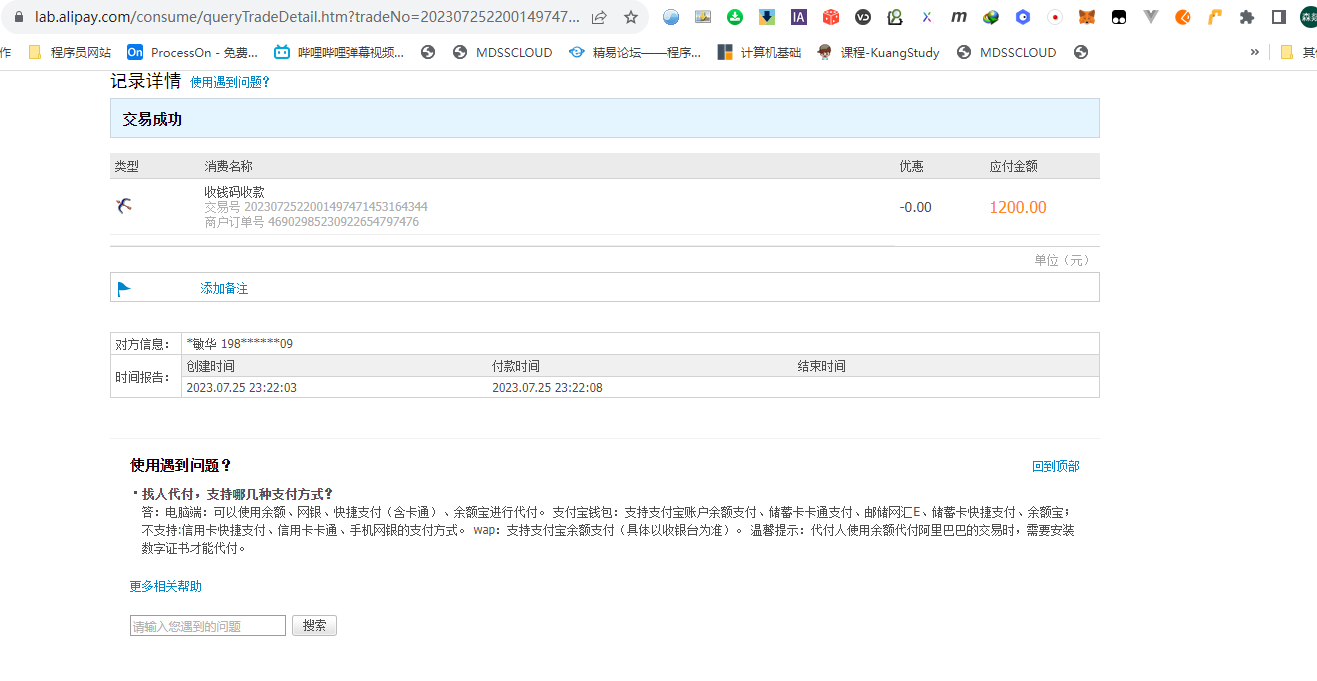 lab.alipay.com/consume/queryTradeDetail.htm?tradeNo=202307252200149747...
作 程序员网站 On ProcessOn - 免费... 哔哩哔哩弹幕视频... MDSSCLOUD 精易论坛——程序... 计算机基础 课程-KuangStudy MDSSCLOUD » 其
记录详情 使用遇到问题?
交易成功
类型 消费名称 优惠 应付金额
收钱码收款
交易号 2023072522001497471453164344
商户订单号 46902985230922654797476
-0.00 1200.00
单位（元）
添加备注
对方信息： *敏华 198******09
时间报告： 创建时间 付款时间 结束时间
2023.07.25 23:22:03 2023.07.25 23:22:08
使用遇到问题？ 回到顶部
找人代付，支持哪几种支付方式?
答：电脑端：可以使用余额、网银、快捷支付（含卡通）、余额宝进行代付。 支付宝钱包：支持支付宝账户余额支付、储蓄卡卡通支付、邮储网汇E、储蓄卡快捷支付、余额宝；
不支持:信用卡快捷支付、信用卡卡通、手机网银的支付方式。 wap：支持支付宝余额支付（具体以收银台为准）。 温馨提示：代付人使用余额代付阿里巴巴的交易时，需要安装
数字证书才能代付。
更多相关帮助
请输入您遇到的问题 搜索